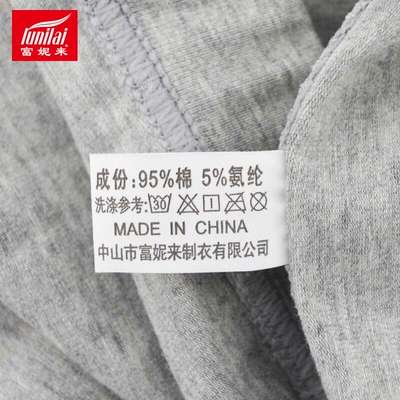 funilai
富妮来
成份:95%棉 5%氨纶
洗涤参考:30
MADE IN CHINA
中山市富妮来制衣有限公司